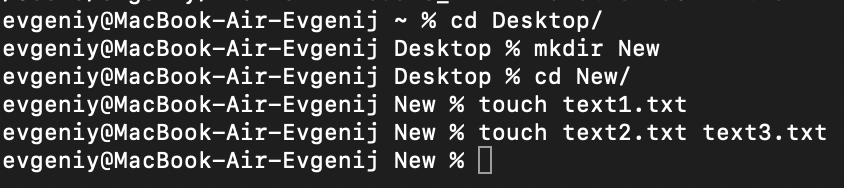 evgeniy@MacBook-Air-Evgenij ~ % cd Desktop/
evgeniy@MacBook-Air-Evgenij Desktop % mkdir New
evgeniy@MacBook-Air-Evgenij Desktop % cd New/
evgeniy@MacBook-Air-Evgenij New % touch text1.txt
evgeniy@MacBook-Air-Evgenij New % touch text2.txt text3.txt
evgeniy@MacBook-Air-Evgenij New %